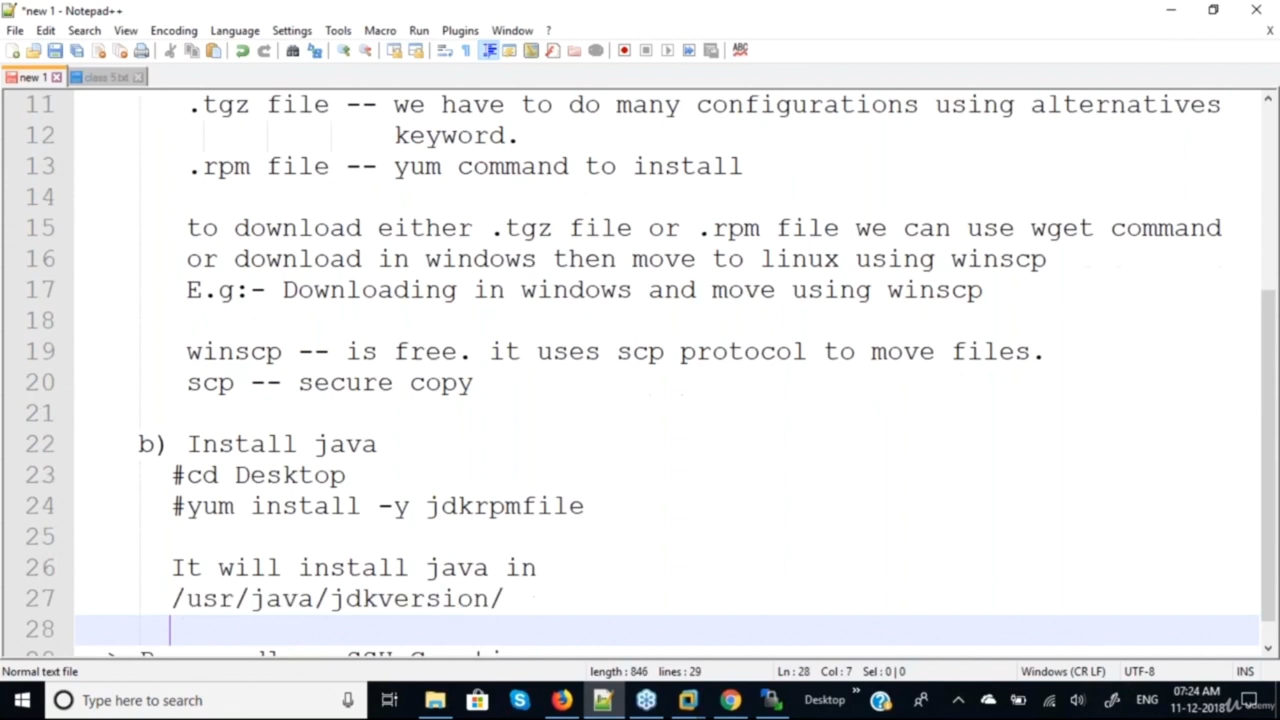 *new 1 - Notepad++
File Edit Search View Encoding Language Settings Tools Macro Run Plugins Window ? X
new 1 class 5.txt
11 .tgz file -- we have to do many configurations using alternatives
12 keyword.
13 .rpm file -- yum command to install
14
15 to download either .tgz file or .rpm file we can use wget command
16 or download in windows then move to linux using winscp
17 E.g:- Downloading in windows and move using winscp
18
19 winscp -- is free. it uses scp protocol to move files.
20 scp -- secure copy
21
22 b) Install java
23 #cd Desktop
24 #yum install -y jdkrpmfile
25
26 It will install java in
27 /usr/java/jdkversion/
28
Normal text file length : 846 lines : 29 Ln : 28 Col : 7 Sel : 0 | 0 Windows (CR LF) UTF-8 INS
Type here to search Desktop ENG 07:24 AM
11-12-2018
Udemy